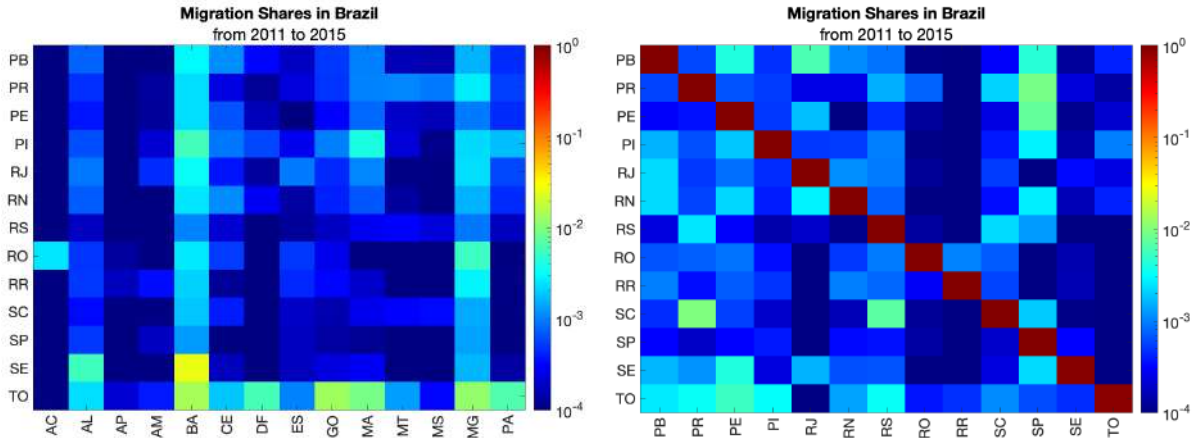 Migration Shares in Brazil
from 2011 to 2015
PB
PR
PE
PI
RJ
RN
RS
RO
RR
SC
SP
SE
TO
AC AL AP AM BA CE DF ES GO MA MT MS MG PA
10^0
10^-1
10^-2
10^-3
10^-4
Migration Shares in Brazil
from 2011 to 2015
PB
PR
PE
PI
RJ
RN
RS
RO
RR
SC
SP
SE
TO
PB PR PE PI RJ RN RS RO RR SC SP SE TO
10^0
10^-1
10^-2
10^-3
10^-4